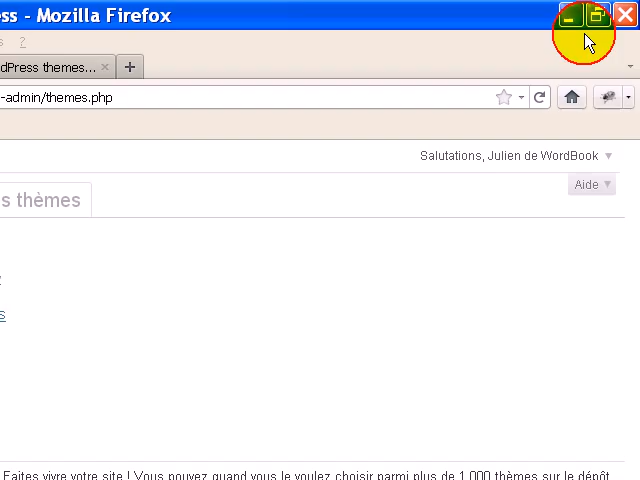 ss - Mozilla Firefox
s ?
dPress themes...
-admin/themes.php
Salutations, Julien de WordBook
Aide
s thèmes
s
Faites vivre votre site ! Vous pouvez quand vous le voulez choisir parmi plus de 1 000 thèmes sur le dépôt